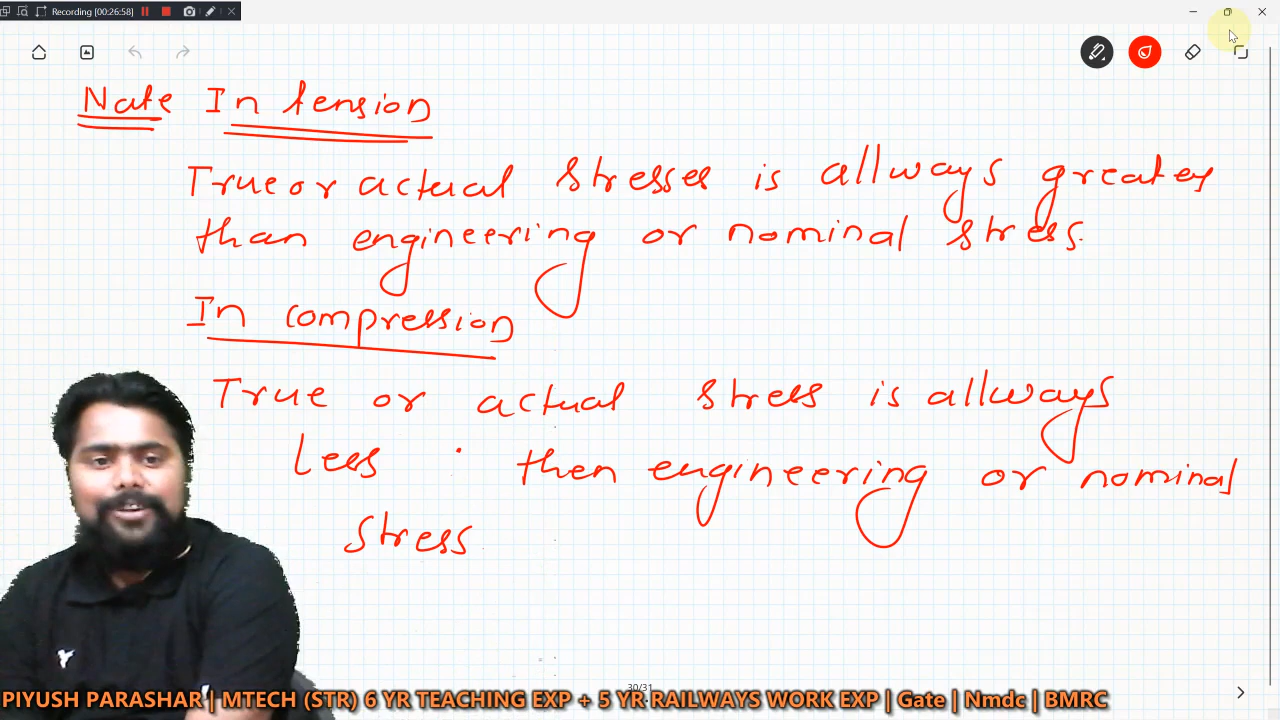 Recording [00:26:58]
Note In tension
True or actual stresses is allways greater
than engineering or nominal stress.
In compression
True or actual stress is allways
less then engineering or nominal
stress
30/31
PIYUSH PARASHAR | MTECH (STR) 6 YR TEACHING EXP + 5 YR RAILWAYS WORK EXP | Gate | Nmdc | BMRC